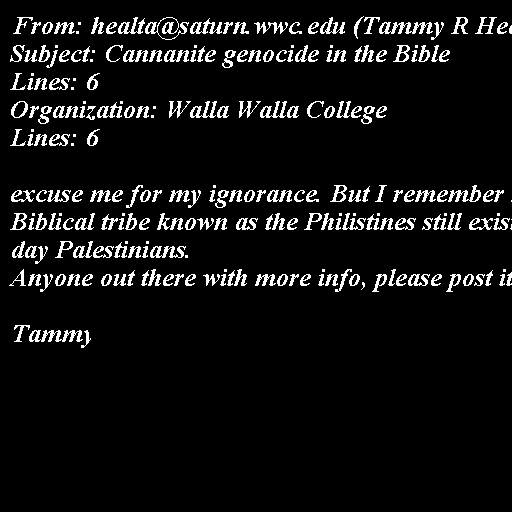 From: healta@saturn.wwc.edu (Tammy R
Subject: Cannanite genocide in the Bible
Lines: 6
Organization: Walla Walla College
Lines: 6
excuse me for my ignorance. But I remember
Biblical tribe known as the Philistines still
day Palestinians.
Anyone out there with more info, please post it
Tammy